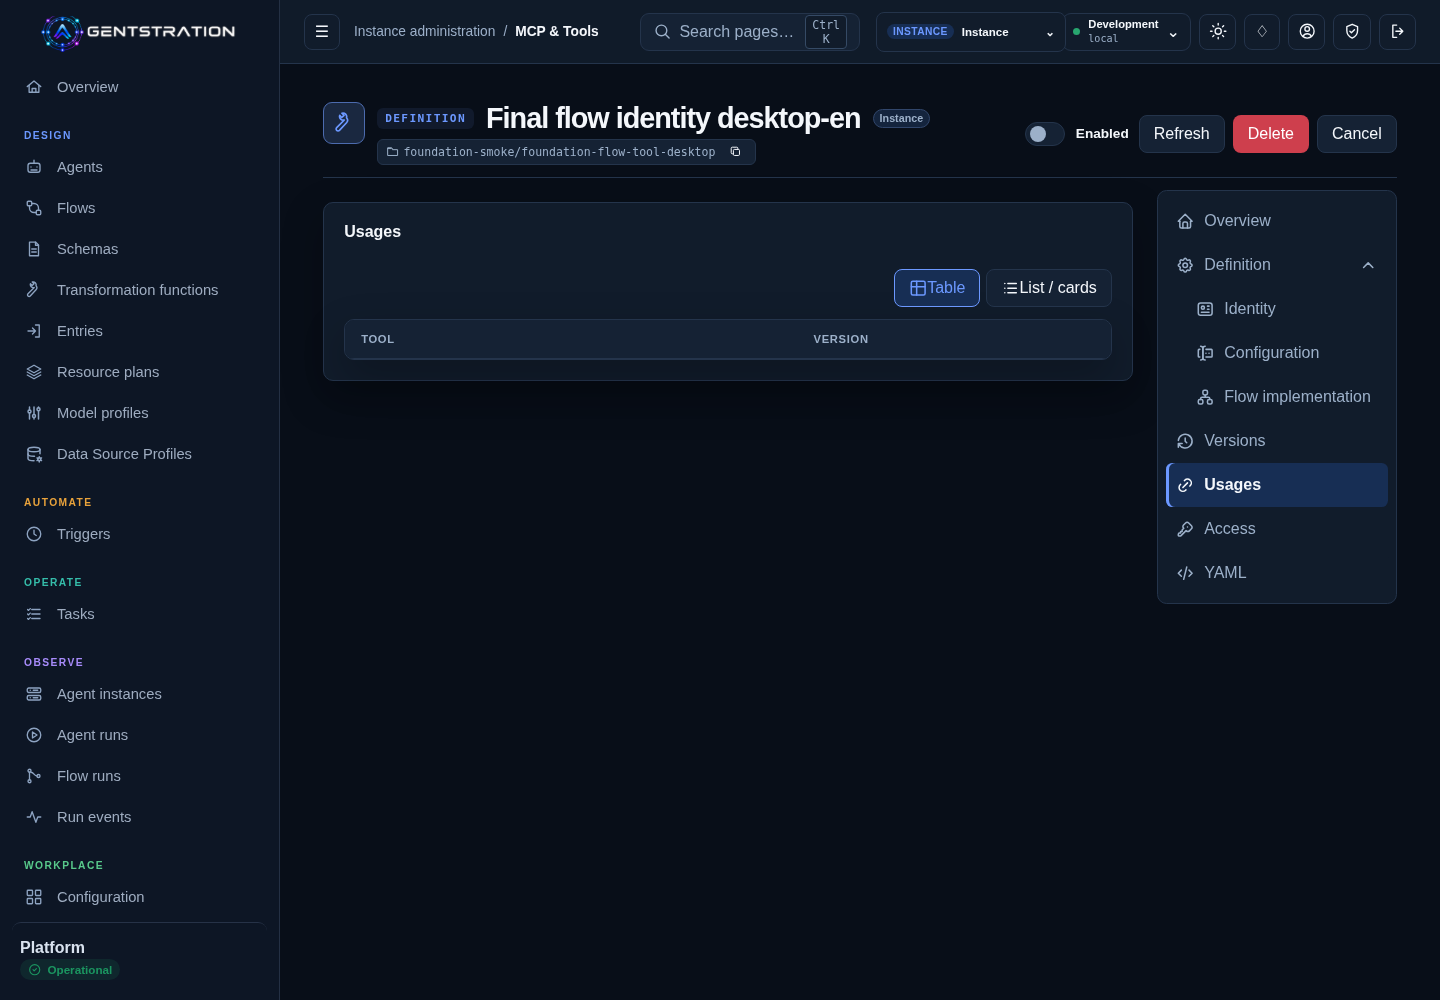 GENTSTRATION
Overview
DESIGN
Agents
Flows
Schemas
Transformation functions
Entries
Resource plans
Model profiles
Data Source Profiles
AUTOMATE
Triggers
OPERATE
Tasks
OBSERVE
Agent instances
Agent runs
Flow runs
Run events
WORKPLACE
Configuration
Platform
Operational
Instance administration / MCP & Tools
Search pages…
Ctrl
K
INSTANCE Instance
Development
local
DEFINITION Final flow identity desktop-en Instance
foundation-smoke/foundation-flow-tool-desktop
Enabled
Refresh
Delete
Cancel
Usages
Table
List / cards
TOOL VERSION
Overview
Definition
Identity
Configuration
Flow implementation
Versions
Usages
Access
YAML